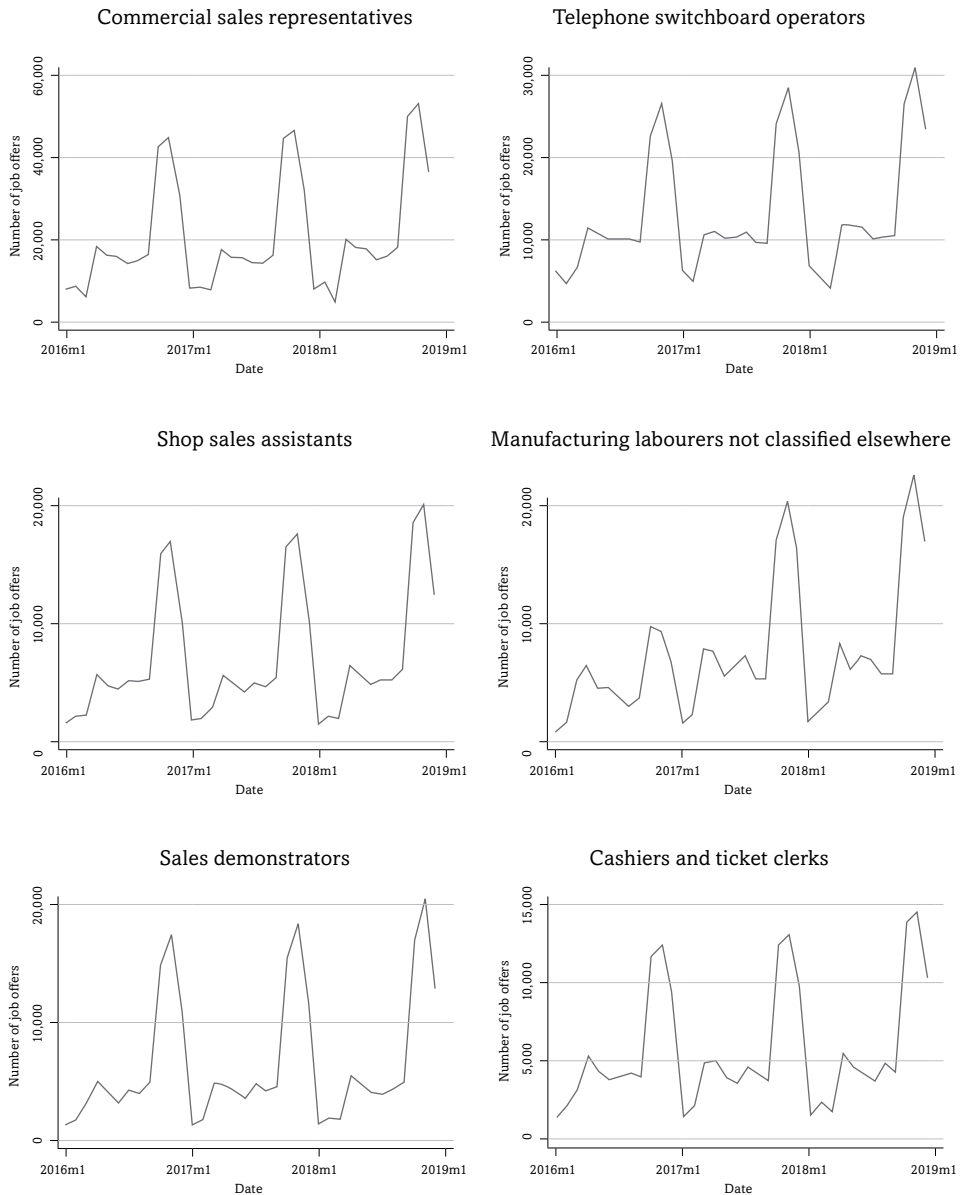 Commercial sales representatives
Number of job offers
60,000
40,000
20,000
0
2016m1 2017m1 2018m1 2019m1
Date
Telephone switchboard operators
Number of job offers
30,000
20,000
10,000
0
2016m1 2017m1 2018m1 2019m1
Date
Shop sales assistants
Number of job offers
20,000
10,000
0
2016m1 2017m1 2018m1 2019m1
Date
Manufacturing labourers not classified elsewhere
Number of job offers
20,000
10,000
0
2016m1 2017m1 2018m1 2019m1
Date
Sales demonstrators
Number of job offers
20,000
10,000
0
2016m1 2017m1 2018m1 2019m1
Date
Cashiers and ticket clerks
Number of job offers
15,000
10,000
5,000
0
2016m1 2017m1 2018m1 2019m1
Date